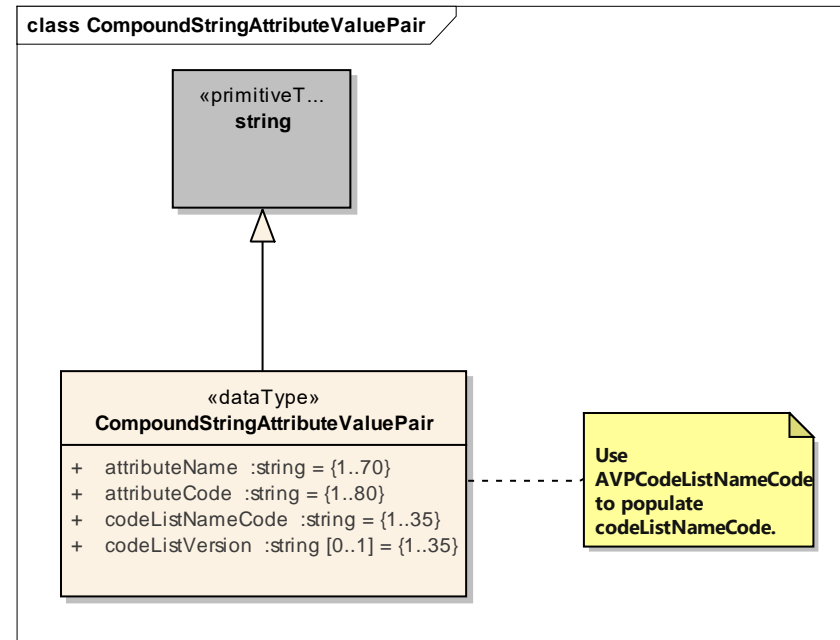 class CompoundStringAttributeValuePair
«primitiveT...
string
«dataType»
CompoundStringAttributeValuePair
+ attributeName :string = {1..70}
+ attributeCode :string = {1..80}
+ codeListNameCode :string = {1..35}
+ codeListVersion :string [0..1] = {1..35}
Use
AVPCodeListNameCode
to populate
codeListNameCode.